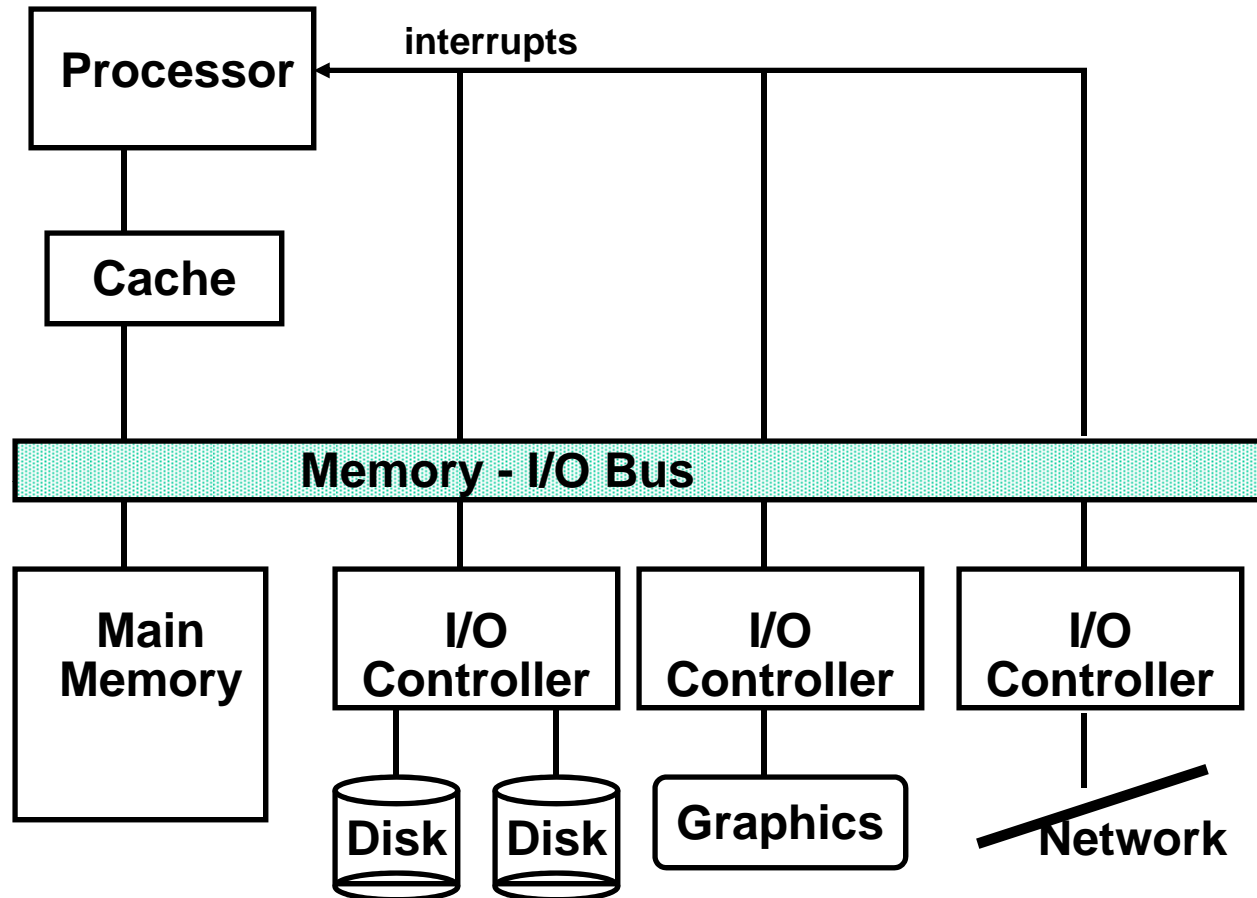 interrupts
Processor
Cache
Memory - I/O Bus
Main
Memory
I/O
Controller
I/O
Controller
I/O
Controller
Disk
Disk
Graphics
Network